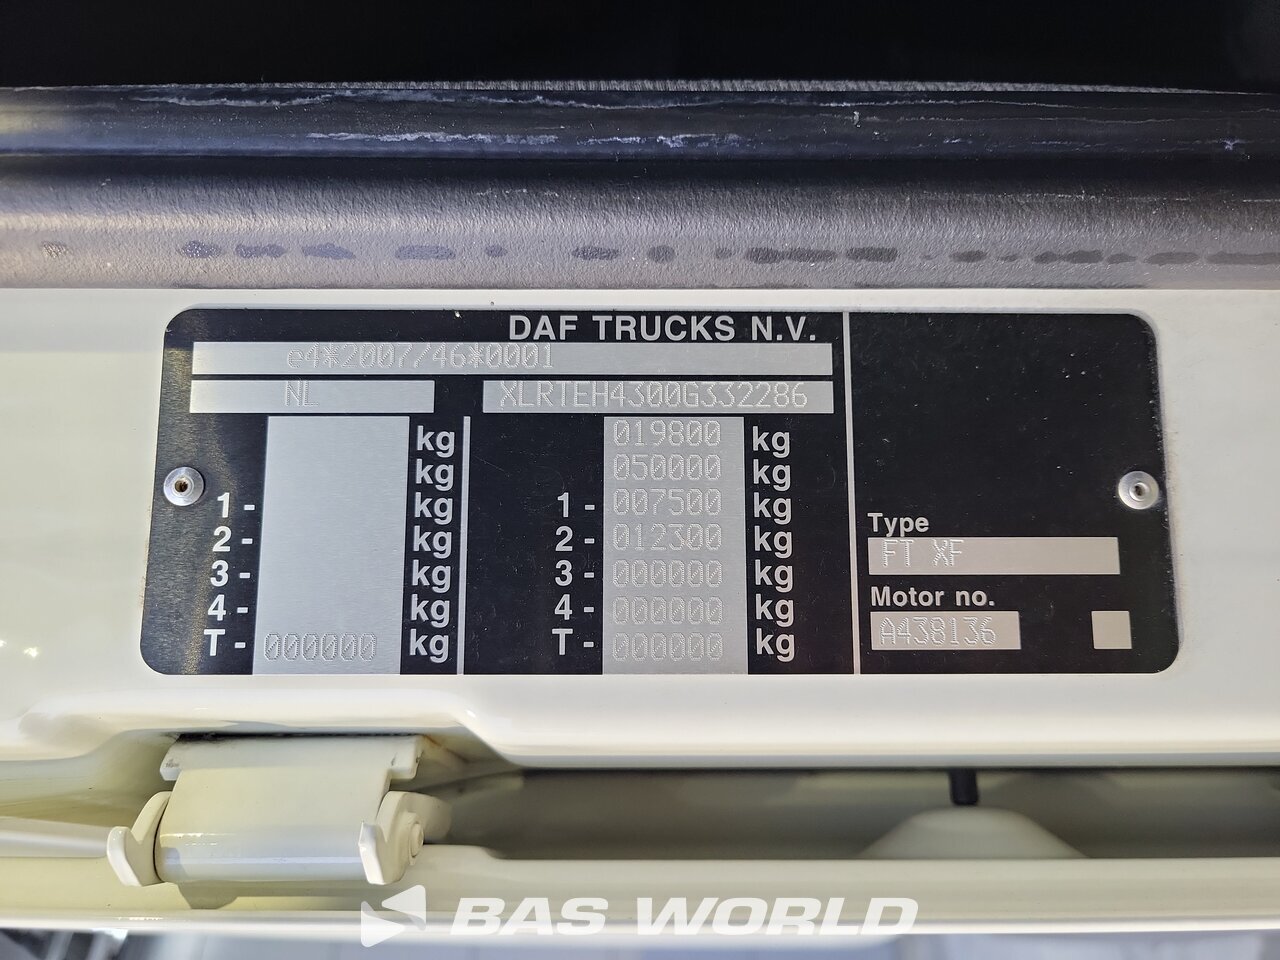 DAF TRUCKS N.V.
e4*2007/46*0001
NL XLRTEH4300G332286
kg 019800 kg
kg 050000 kg
1- kg 1- 007500 kg
2- kg 2- 012300 kg
3- kg 3- 000000 kg
4- kg 4- 000000 kg
T- 000000 kg T- 000000 kg
Type
FT XF
Motor no.
A438136
BAS WORLD